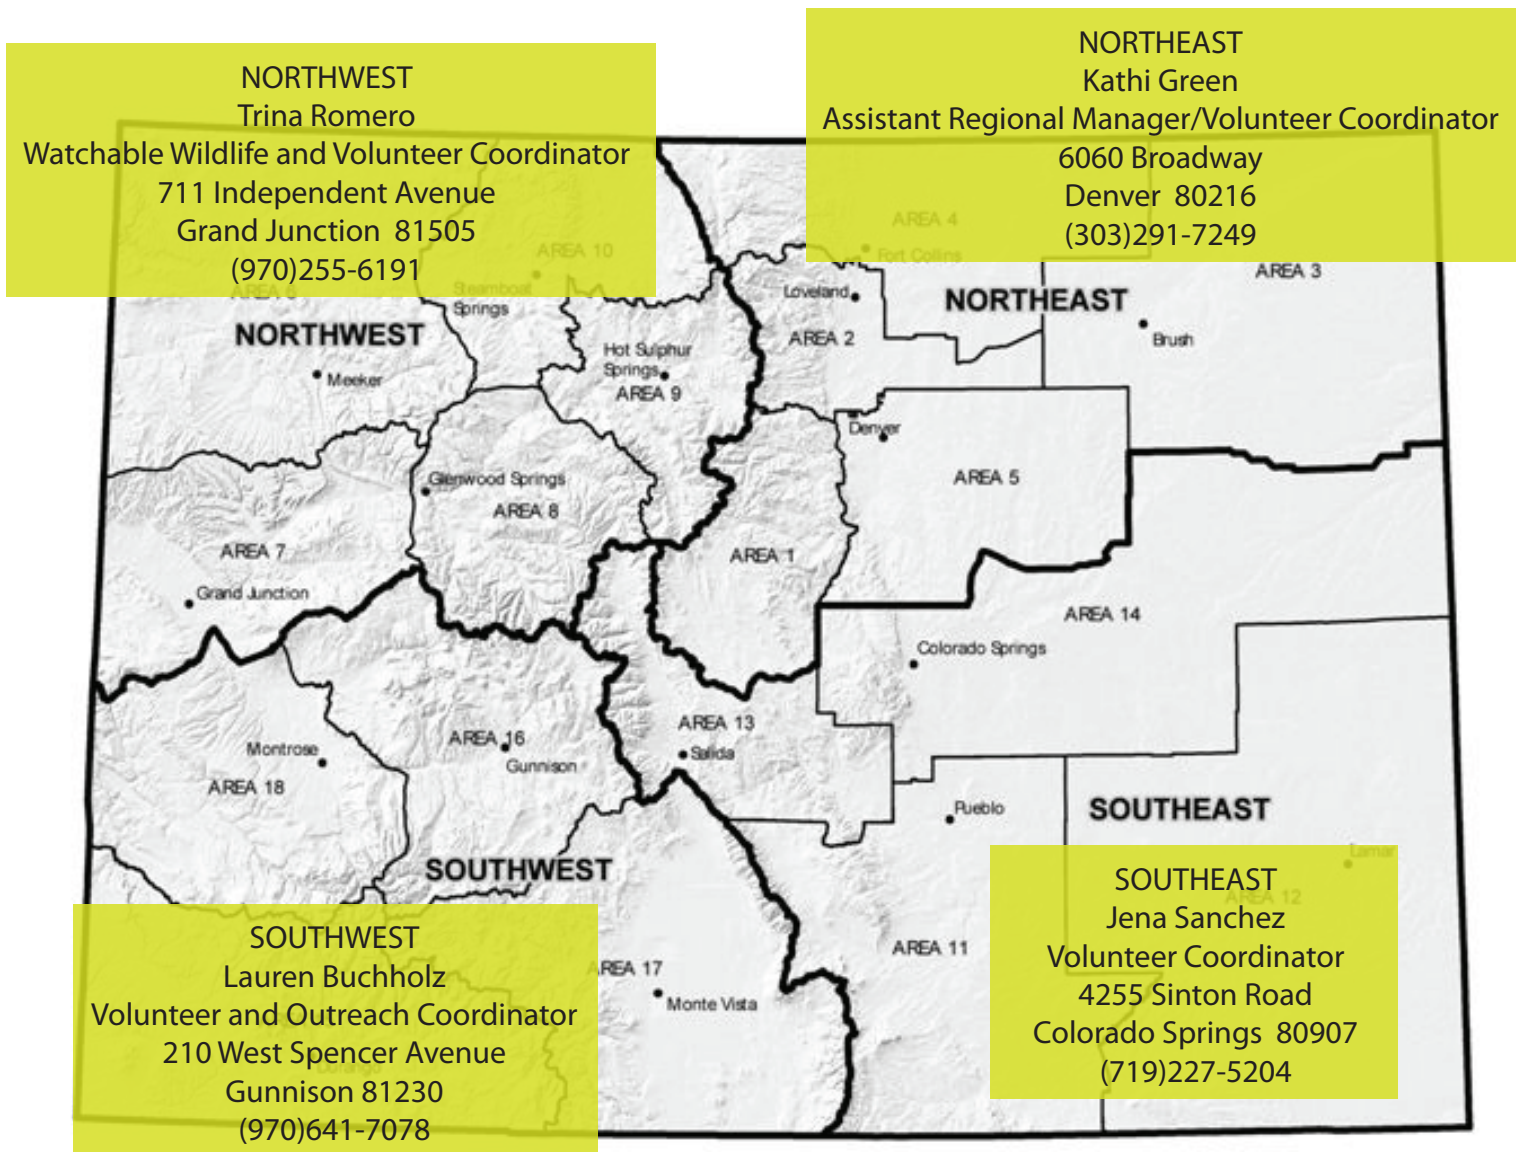 NORTHWEST
Trina Romero
Watchable Wildlife and Volunteer Coordinator
711 Independent Avenue
Grand Junction 81505
(970)255-6191
NORTHEAST
Kathi Green
Assistant Regional Manager/Volunteer Coordinator
6060 Broadway
Denver 80216
(303)291-7249
AREA 4
Fort Collins
AREA 10
Steamboat
Springs
AREA 6
NORTHWEST
Meeker
Hot Sulphur
Springs
AREA 9
Loveland
AREA 2
NORTHEAST
AREA 3
Brush
Denver
AREA 5
Glenwood Springs
AREA 8
AREA 7
Grand Junction
AREA 1
AREA 14
Colorado Springs
AREA 13
Salida
AREA 16
Gunnison
Montrose
AREA 18
Pueblo
SOUTHEAST
Lamar
AREA 12
SOUTHWEST
AREA 17
Monte Vista
AREA 11
Durango
SOUTHWEST
Lauren Buchholz
Volunteer and Outreach Coordinator
210 West Spencer Avenue
Gunnison 81230
(970)641-7078
SOUTHEAST
Jena Sanchez
Volunteer Coordinator
4255 Sinton Road
Colorado Springs 80907
(719)227-5204